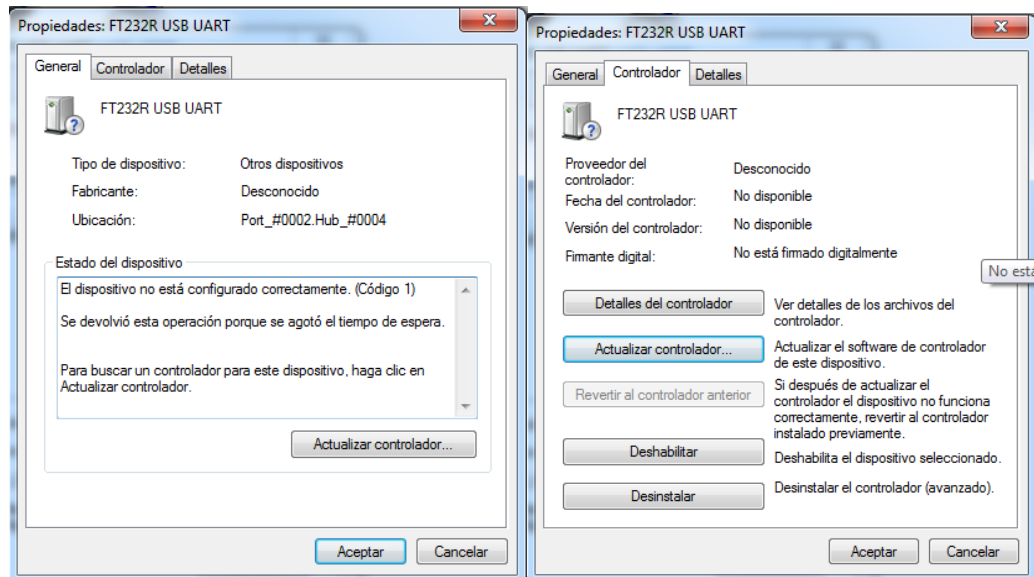 Propiedades: FT232R USB UART
General Controlador Detalles
FT232R USB UART
Tipo de dispositivo: Otros dispositivos
Fabricante: Desconocido
Ubicación: Port_#0002.Hub_#0004
Estado del dispositivo
El dispositivo no está configurado correctamente. (Código 1)
Se devolvió esta operación porque se agotó el tiempo de espera.
Para buscar un controlador para este dispositivo, haga clic en
Actualizar controlador.
Actualizar controlador...
Aceptar Cancelar
Propiedades: FT232R USB UART
General Controlador Detalles
FT232R USB UART
Proveedor del
controlador:
Desconocido
Fecha del controlador: No disponible
Versión del controlador: No disponible
Firmante digital: No está firmado digitalmente
No está
Detalles del controlador
Ver detalles de los archivos del
controlador.
Actualizar controlador...
Actualizar el software de controlador
de este dispositivo.
Revertir al controlador anterior
Si después de actualizar el
controlador el dispositivo no funciona
correctamente, revertir al controlador
instalado previamente.
Deshabilitar
Deshabilita el dispositivo seleccionado.
Desinstalar
Desinstalar el controlador (avanzado).
Aceptar Cancelar